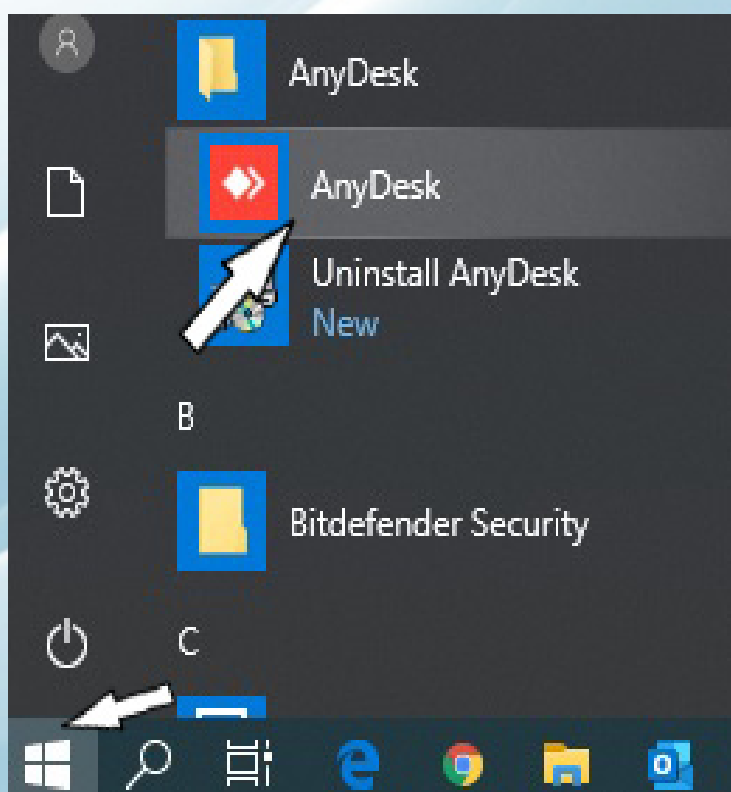 AnyDesk
AnyDesk
Uninstall AnyDesk
New
B
Bitdefender Security
C